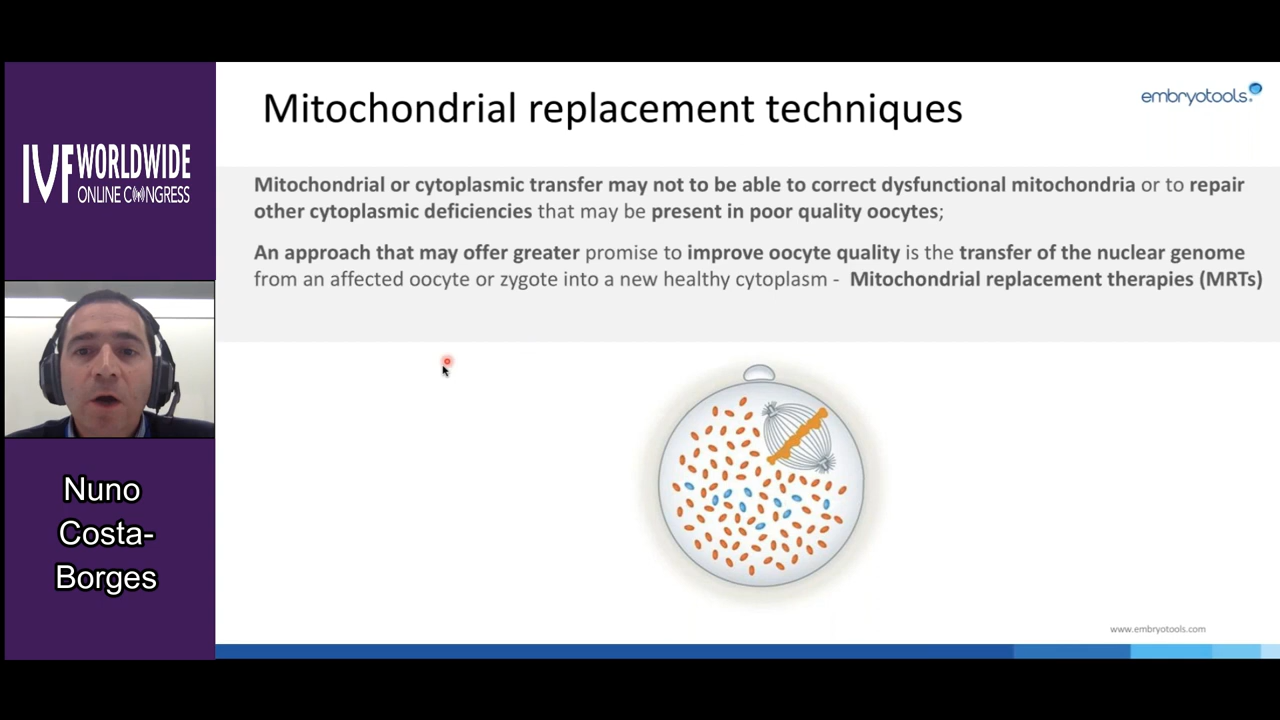 Mitochondrial replacement techniques
embryotools
IVF WORLDWIDE
ONLINE CONGRESS
Mitochondrial or cytoplasmic transfer may not to be able to correct dysfunctional mitochondria or to repair
other cytoplasmic deficiencies that may be present in poor quality oocytes;
An approach that may offer greater promise to improve oocyte quality is the transfer of the nuclear genome
from an affected oocyte or zygote into a new healthy cytoplasm - Mitochondrial replacement therapies (MRTs)
Nuno
Costa-
Borges
www.embryotools.com